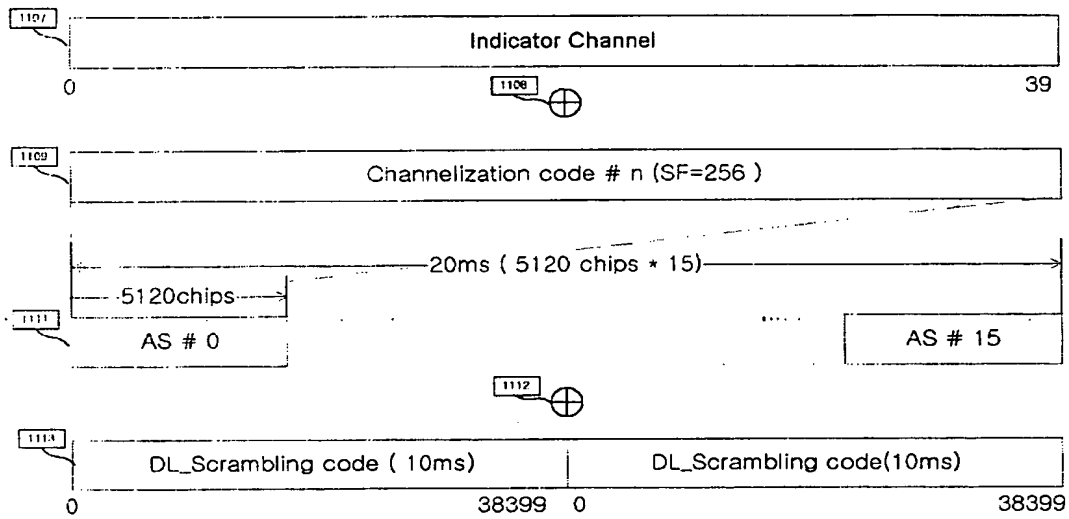 1107
Indicator Channel
0 39
1108
1109
Channelization code # n (SF=256 )
20ms ( 5120 chips * 15)
5120chips
1111
AS # 0 AS # 15
1112
1113
DL_Scrambling code ( 10ms) DL_Scrambling code(10ms)
0 38399 0 38399